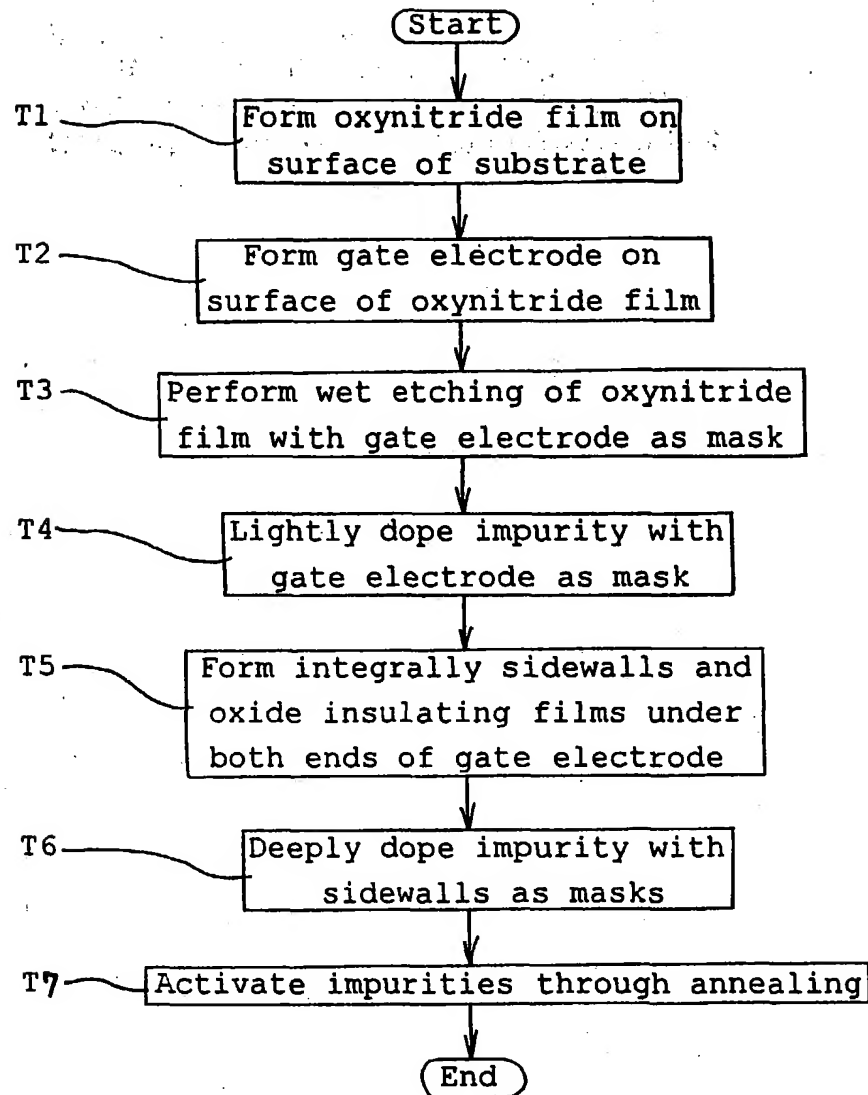 Start
T1
Form oxynitride film on
surface of substrate
T2
Form gate electrode on
surface of oxynitride film
T3
Perform wet etching of oxynitride
film with gate electrode as mask
T4
Lightly dope impurity with
gate electrode as mask
T5
Form integrally sidewalls and
oxide insulating films under
both ends of gate electrode
T6
Deeply dope impurity with
sidewalls as masks
T7
Activate impurities through annealing
End